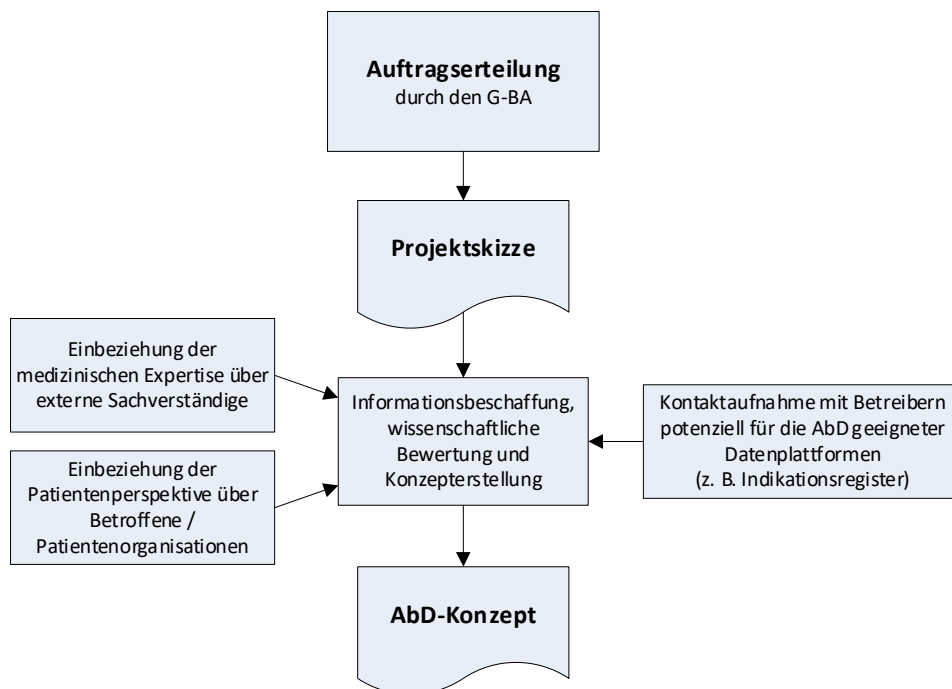 Auftragserteilung
durch den G-BA
Projektskizze
Einbeziehung der
medizinischen Expertise über
externe Sachverständige
Einbeziehung der
Patientenperspektive über
Betroffene /
Patientenorganisationen
Informationsbeschaffung,
wissenschaftliche
Bewertung und
Konzepterstellung
Kontaktaufnahme mit Betreibern
potenziell für die AbD geeigneter
Datenplattformen
(z. B. Indikationsregister)
AbD-Konzept